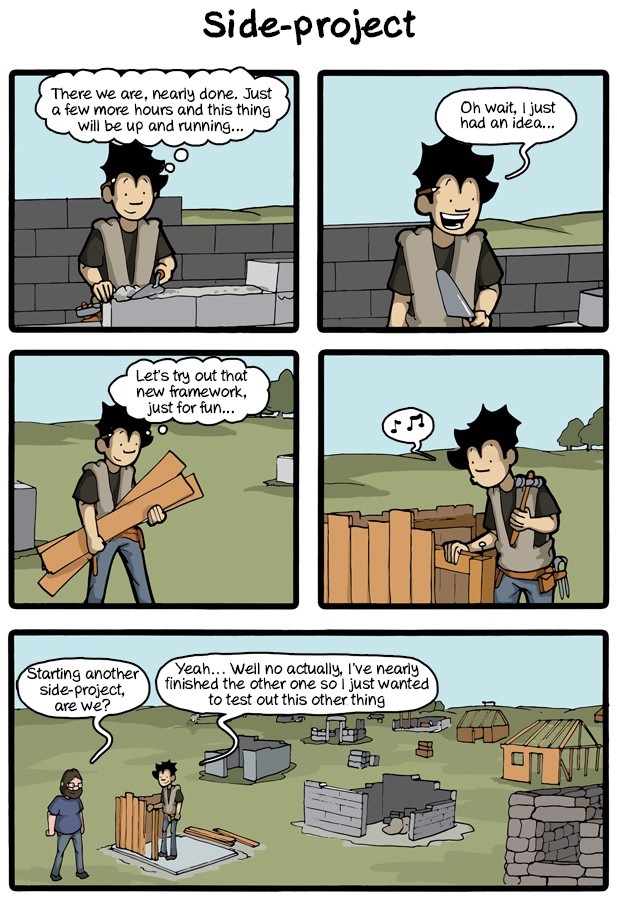 Side-project
There we are, nearly done. Just
a few more hours and this thing
will be up and running...
Oh wait, I just
had an idea...
Let's try out that
new framework,
just for fun...
Starting another
side-project,
are we?
Yeah... Well no actually, I've nearly
finished the other one so I just wanted
to test out this other thing